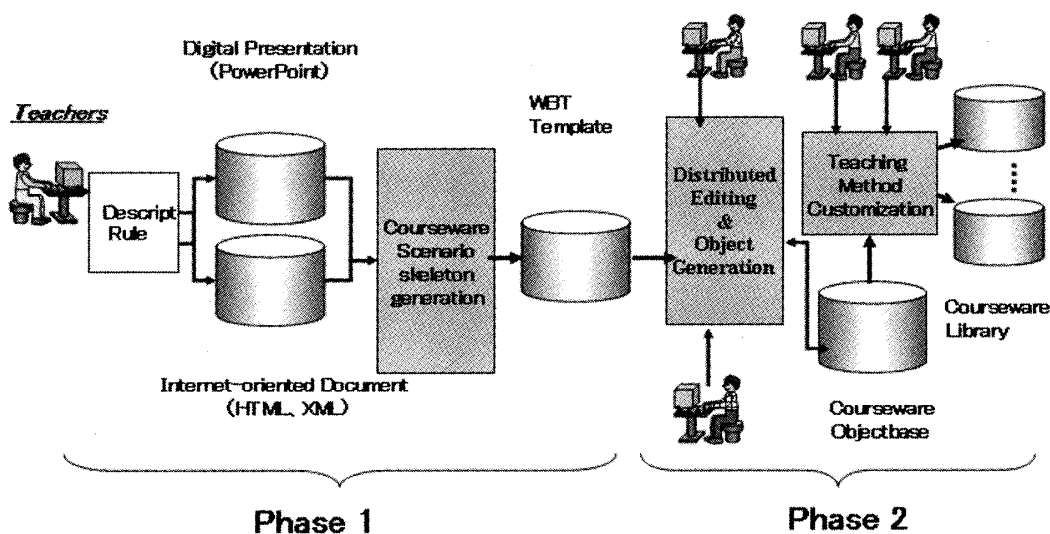 Digital Presentation
(PowerPoint)
Teachers
Descript
Rule
Internet-oriented Document
(HTML, XML)
Courseware
Scenario
skeleton
generation
WBT
Template
Distributed
Editing
&
Object
Generation
Teaching
Method
Customization
Courseware
Library
Courseware
Objectbase
Phase 1
Phase 2